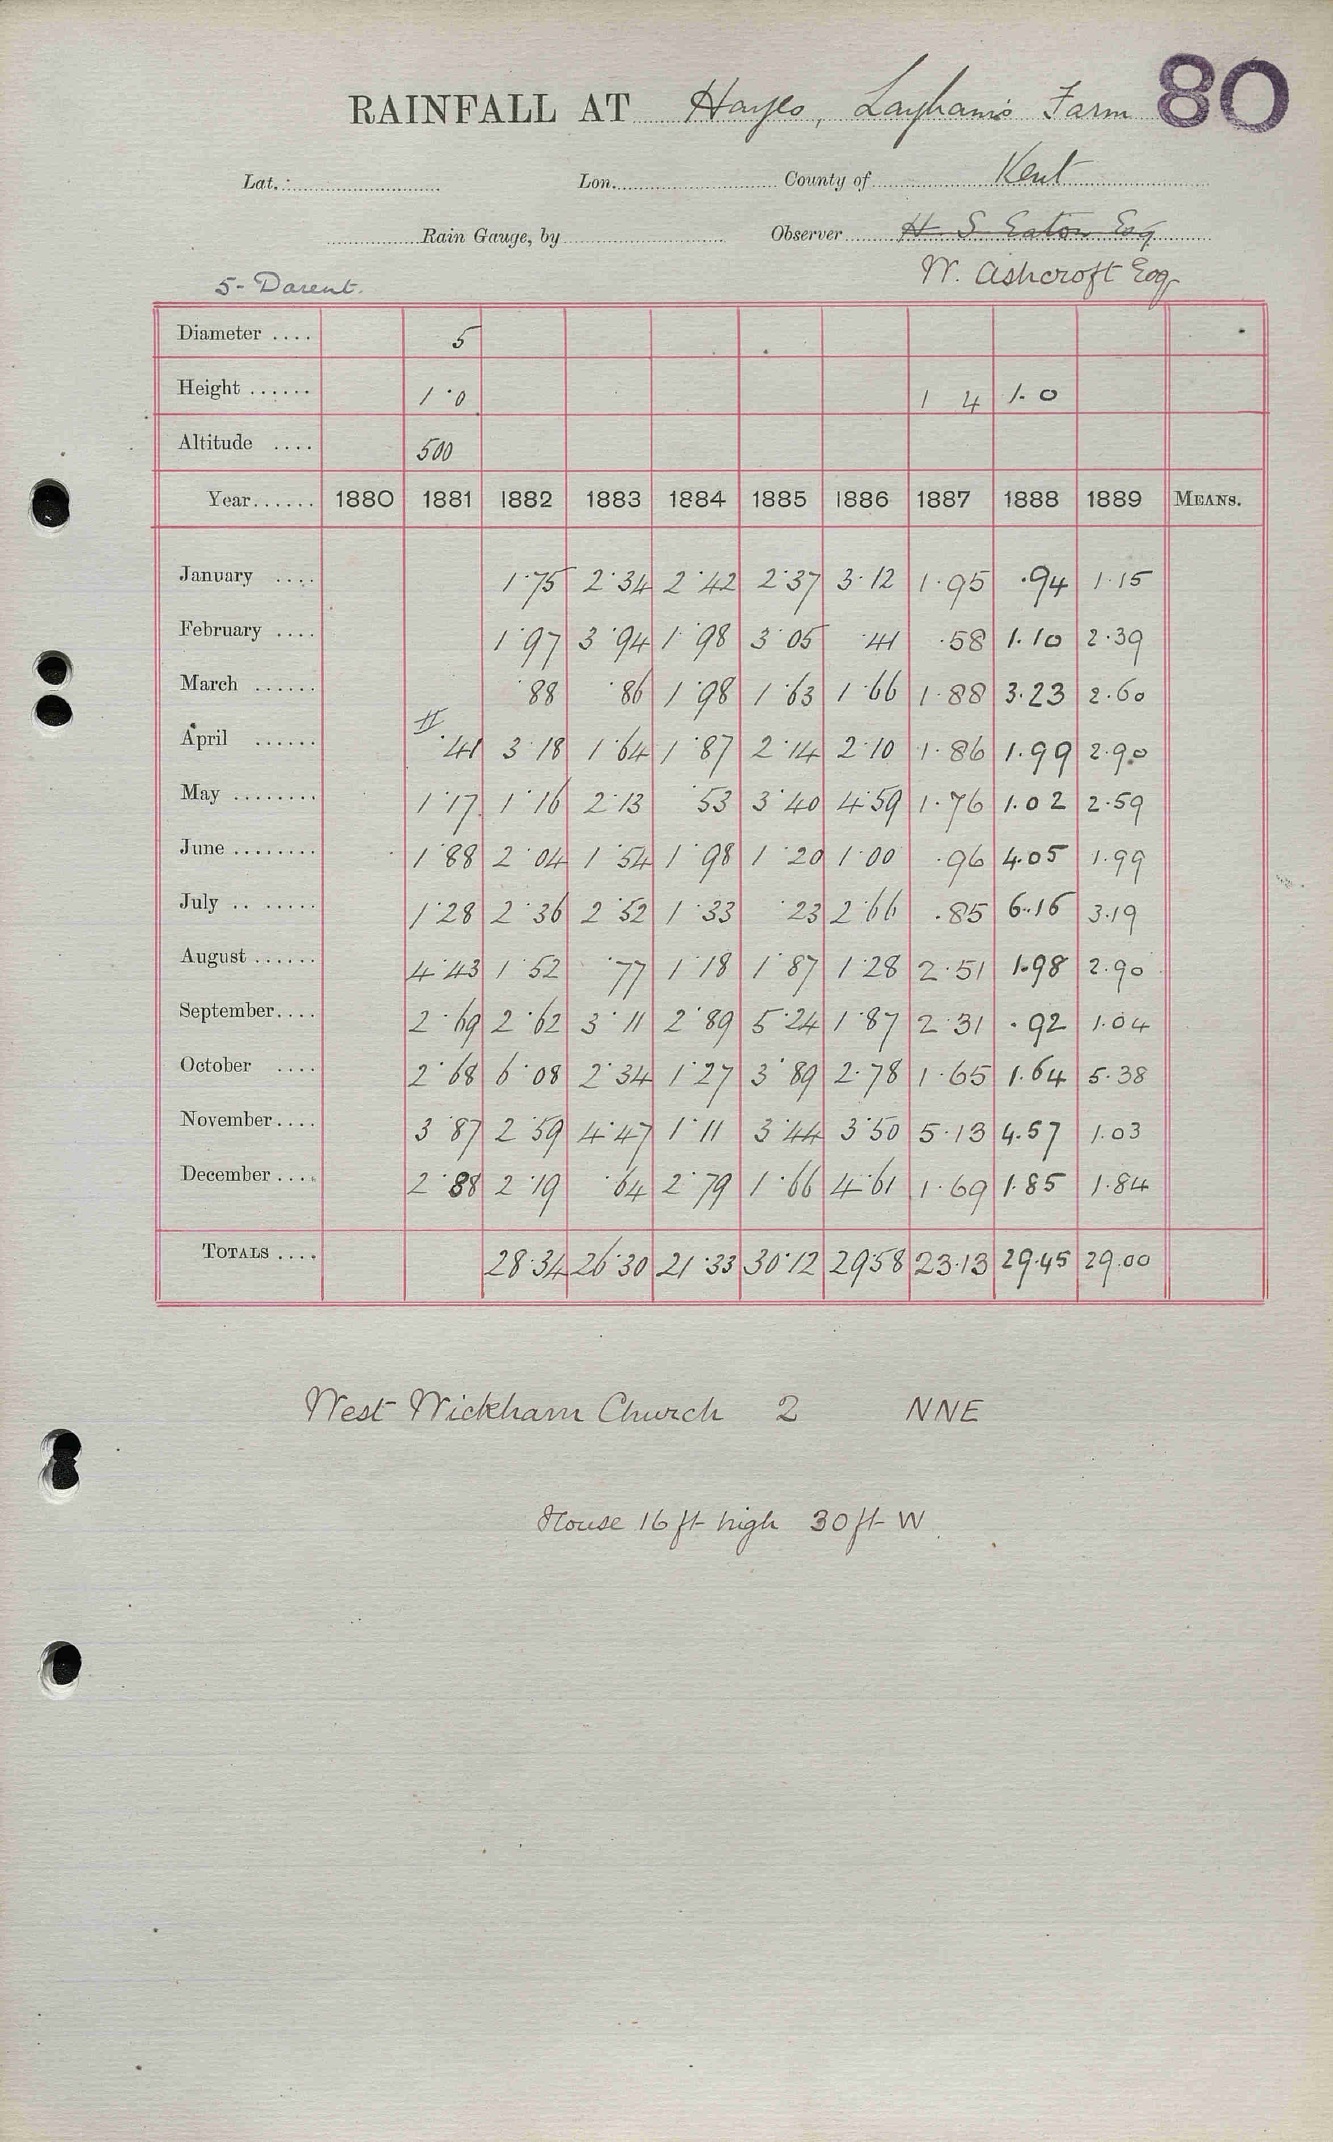 RAINFALL AT Hayes, Layham's Farm 80
Lat. Lon. County of Kent
Rain Gauge, by Observer H. S. Eaton Esq
W. Ashcroft Esq
5- Darent.
Diameter .... 5
Height ...... 1·0 1 4 1·0
Altitude .... 500
Year...... 1880 1881 1882 1883 1884 1885 1886 1887 1888 1889 MEANS.
January .... 1·75 2·34 2·42 2·37 3·12 1·95 ·94 1·15
February .... 1·97 3·94 1·98 3·05 ·41 ·58 1·10 2·39
March ...... ·88 ·86 1·98 1·63 1·66 1·88 3·23 2·60
April ...... ·41 3·18 1·64 1·87 2·14 2·10 1·86 1·99 2·90
May ........ 1·17 1·16 2·13 ·53 3·40 4·59 1·76 1·02 2·59
June ........ 1·88 2·04 1·54 1·98 1·20 1·00 ·96 4·05 1·99
July .. ...... 1·28 2·36 2·52 1·33 ·23 2·66 ·85 6·16 3·19
August ...... 4·43 1·52 ·77 1·18 1·87 1·28 2·51 1·98 2·90
September.... 2·69 2·62 3·11 2·89 5·24 1·87 2·31 ·92 1·04
October .... 2·68 6·08 2·34 1·27 3·89 2·78 1·65 1·64 5·38
November.... 3·87 2·59 4·47 1·11 3·44 3·50 5·13 4·57 1·03
December .... 2·88 2·19 ·64 2·79 1·66 4·61 1·69 1·85 1·84
TOTALS .... 28·34 26·30 21·33 30·12 29·58 23·13 29·45 29·00
West Wickham Church 2 NNE
House 16 ft high 30 ft W.